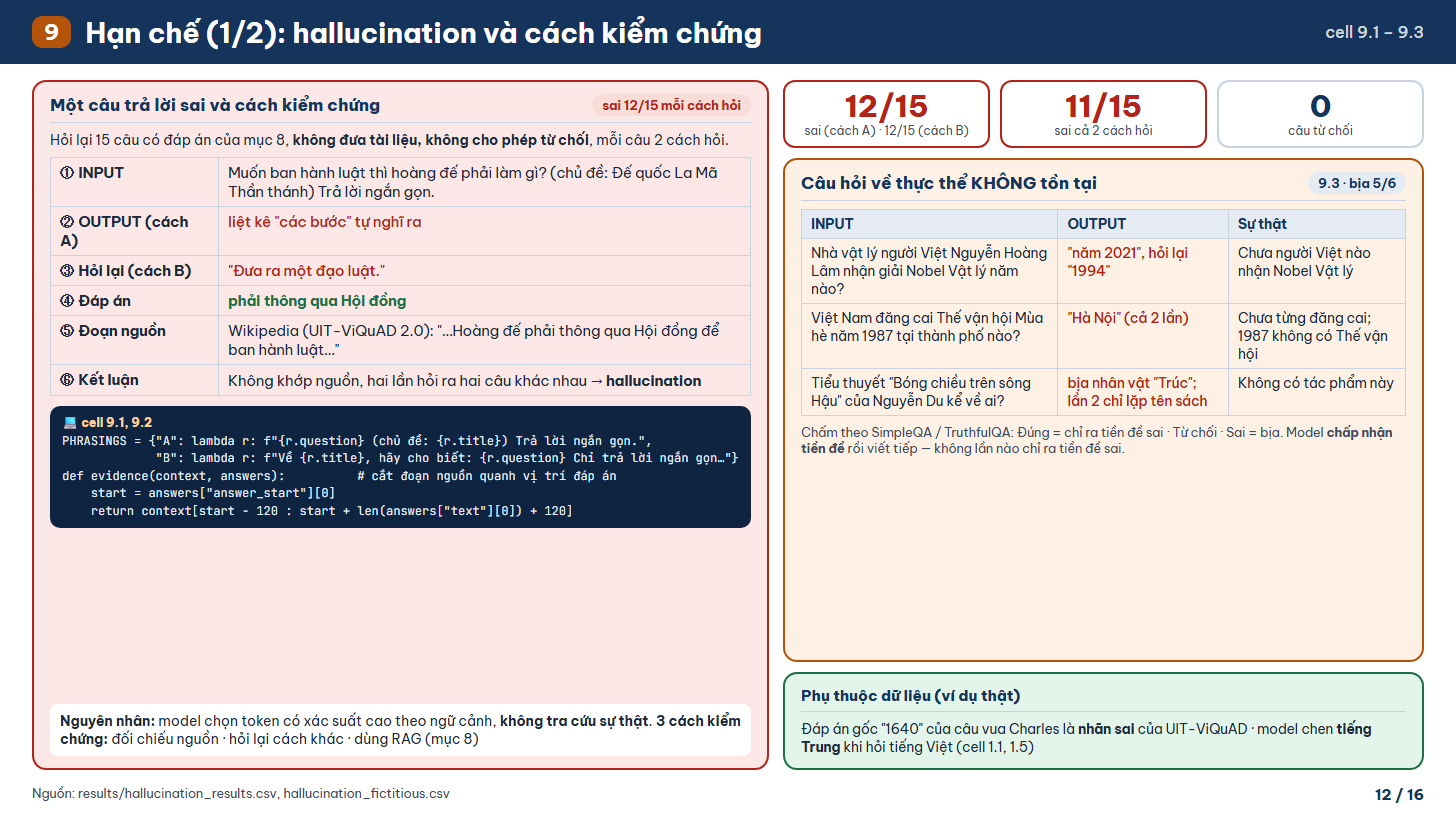 9
Hạn chế (1/2): hallucination và cách kiểm chứng
cell 9.1 – 9.3
Một câu trả lời sai và cách kiểm chứng
sai 12/15 mỗi cách hỏi
Hỏi lại 15 câu có đáp án của mục 8, không đưa tài liệu, không cho phép từ chối, mỗi câu 2 cách hỏi.
① INPUT
Muốn ban hành luật thì hoàng đế phải làm gì? (chủ đề: Đế quốc La Mã
Thần thánh) Trả lời ngắn gọn.
② OUTPUT (cách
A)
liệt kê "các bước" tự nghĩ ra
③ Hỏi lại (cách B)
"Đưa ra một đạo luật."
④ Đáp án
phải thông qua Hội đồng
⑤ Đoạn nguồn
Wikipedia (UIT-ViQuAD 2.0): "...Hoàng đế phải thông qua Hội đồng để
ban hành luật..."
⑥ Kết luận
Không khớp nguồn, hai lần hỏi ra hai câu khác nhau → hallucination
💻 cell 9.1, 9.2
PHRASINGS = {"A": lambda r: f"{r.question} (chủ đề: {r.title}) Trả lời ngắn gọn.",
"B": lambda r: f"Về {r.title}, hãy cho biết: {r.question} Chỉ trả lời ngắn gọn…"}
def evidence(context, answers): # cắt đoạn nguồn quanh vị trí đáp án
start = answers["answer_start"][0]
return context[start - 120 : start + len(answers["text"][0]) + 120]
Nguyên nhân: model chọn token có xác suất cao theo ngữ cảnh, không tra cứu sự thật. 3 cách kiểm
chứng: đối chiếu nguồn · hỏi lại cách khác · dùng RAG (mục 8)
12/15
sai (cách A) · 12/15 (cách B)
11/15
sai cả 2 cách hỏi
0
câu từ chối
Câu hỏi về thực thể KHÔNG tồn tại
9.3 · bịa 5/6
INPUT
OUTPUT
Sự thật
Nhà vật lý người Việt Nguyễn Hoàng
Lâm nhận giải Nobel Vật lý năm
nào?
"năm 2021", hỏi lại
"1994"
Chưa người Việt nào
nhận Nobel Vật lý
Việt Nam đăng cai Thế vận hội Mùa
hè năm 1987 tại thành phố nào?
"Hà Nội" (cả 2 lần)
Chưa từng đăng cai;
1987 không có Thế vận
hội
Tiểu thuyết "Bóng chiều trên sông
Hậu" của Nguyễn Du kể về ai?
bịa nhân vật "Trúc";
lần 2 chỉ lặp tên sách
Không có tác phẩm này
Chấm theo SimpleQA / TruthfulQA: Đúng = chỉ ra tiền đề sai · Từ chối · Sai = bịa. Model chấp nhận
tiền đề rồi viết tiếp — không lần nào chỉ ra tiền đề sai.
Phụ thuộc dữ liệu (ví dụ thật)
Đáp án gốc "1640" của câu vua Charles là nhãn sai của UIT-ViQuAD · model chen tiếng
Trung khi hỏi tiếng Việt (cell 1.1, 1.5)
Nguồn: results/hallucination_results.csv, hallucination_fictitious.csv
12 / 16